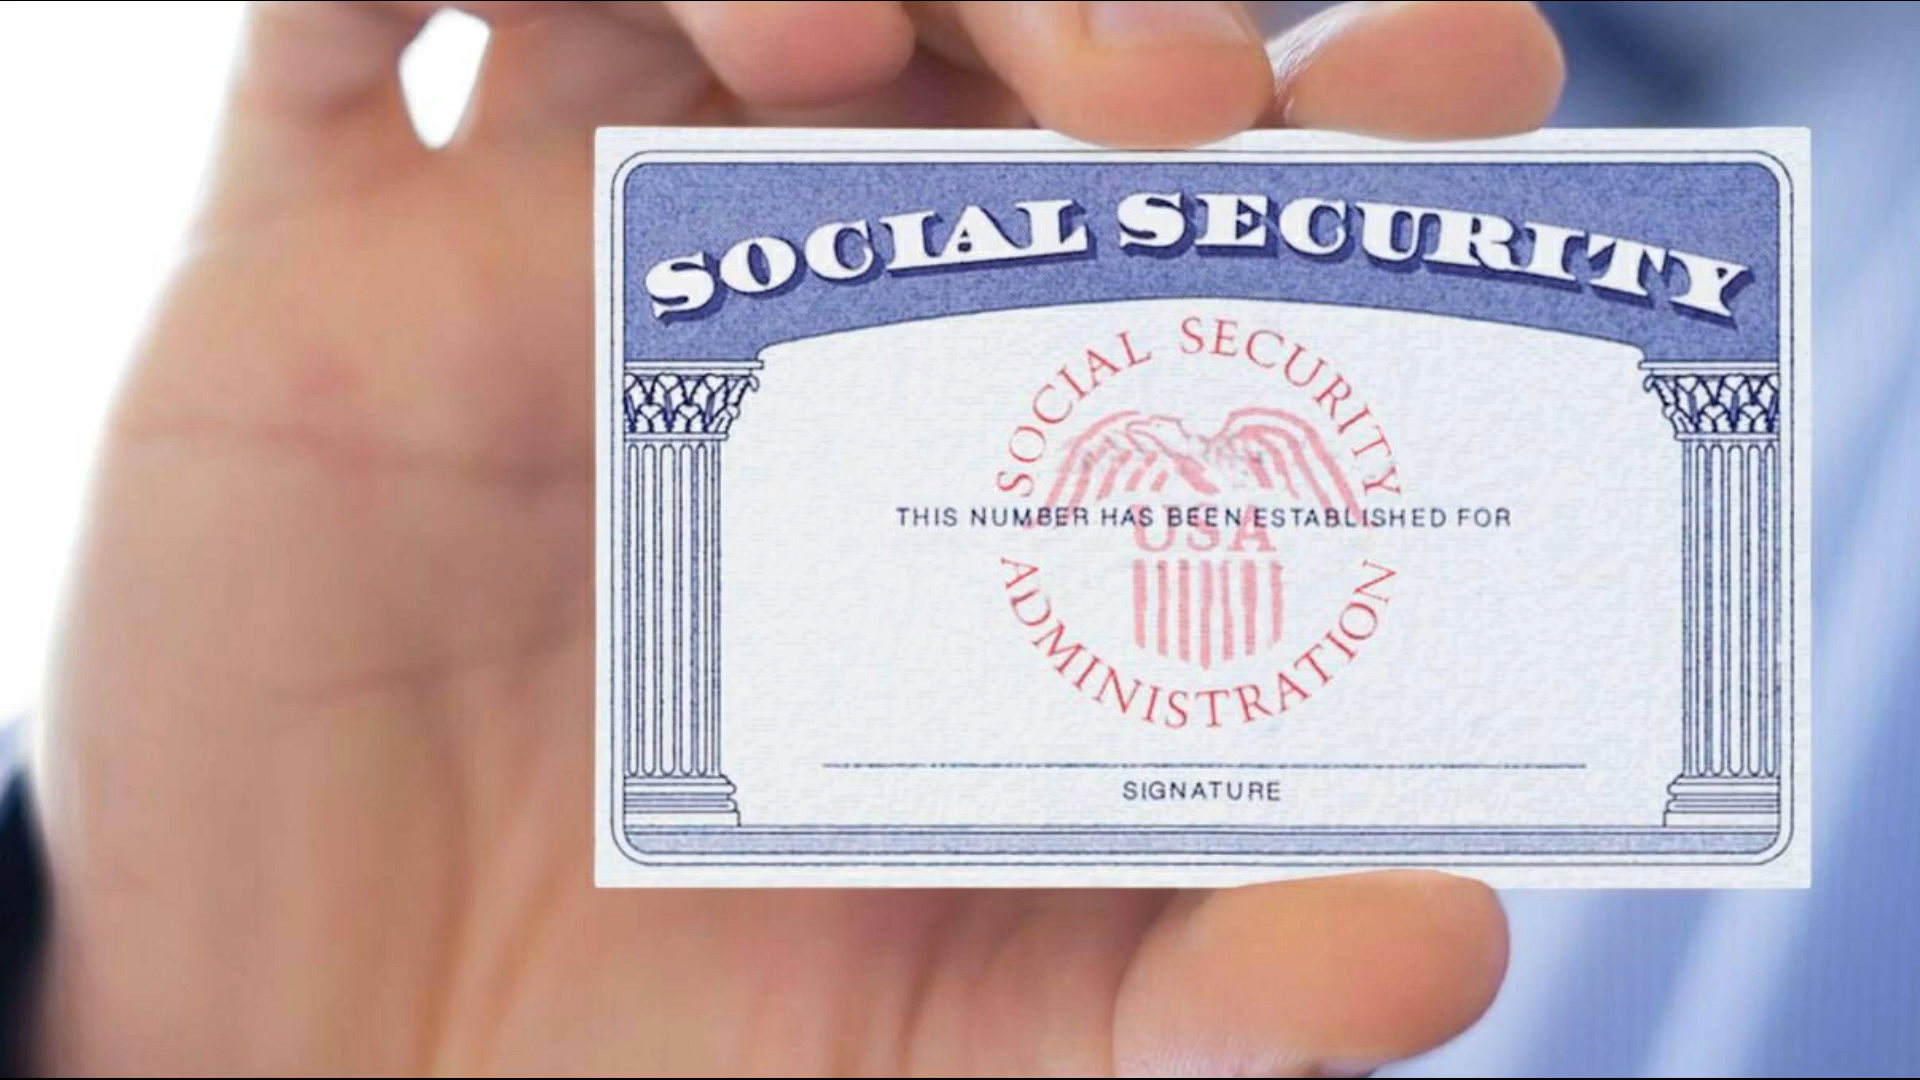 SOCIAL SECURITY
SOCIAL SECURITY
THIS NUMBER HAS BEEN ESTABLISHED FOR
USA
ADMINISTRATION
SIGNATURE